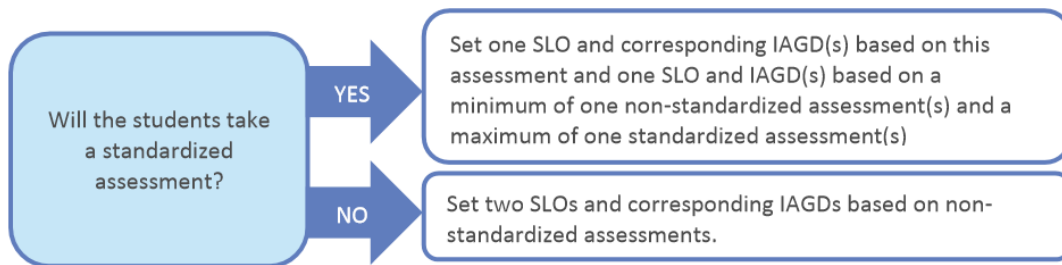 Will the students take
a standardized
assessment?
YES
Set one SLO and corresponding IAGD(s) based on this
assessment and one SLO and IAGD(s) based on a
minimum of one non-standardized assessment(s) and a
maximum of one standardized assessment(s)
NO
Set two SLOs and corresponding IAGDs based on non-
standardized assessments.